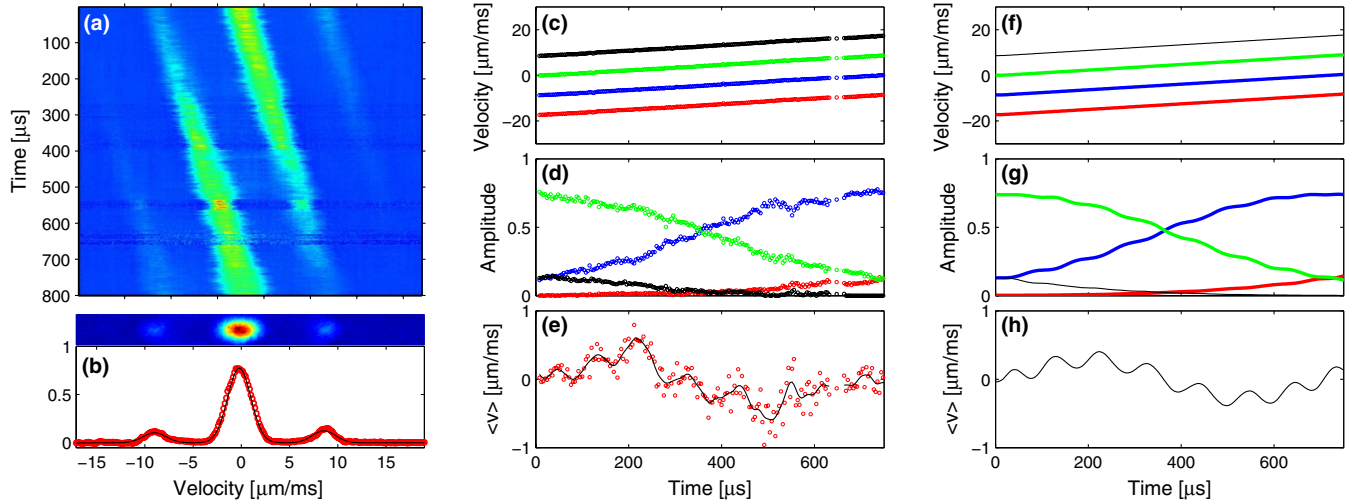 (a)
0
100
200
300
400
500
600
700
800
Time [μs]
(b)
1
0.5
0
−15 −10 −5 0 5 10 15
Velocity [μm/ms]
(c)
20
0
−20
Velocity [μm/ms]
(d)
1
0.5
0
Amplitude
(e)
1
0
−1
<v> [μm/ms]
0 200 400 600
Time [μs]
(f)
20
0
−20
Velocity [μm/ms]
(g)
1
0.5
0
Amplitude
(h)
1
0
−1
<v> [μm/ms]
0 200 400 600
Time [μs]